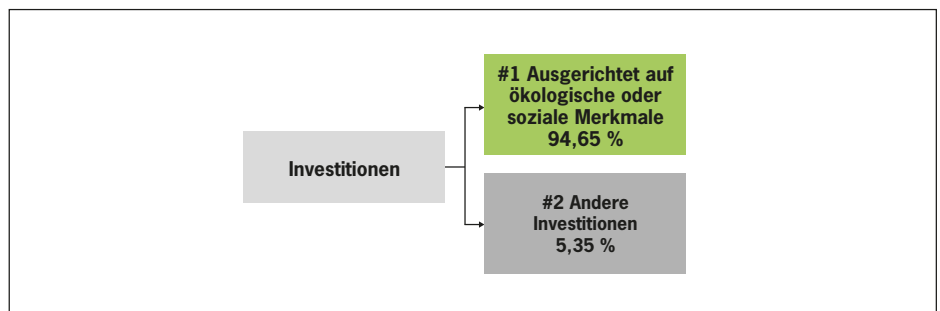 #1 Ausgerichtet auf
ökologische oder
soziale Merkmale
94,65 %
Investitionen
#2 Andere
Investitionen
5,35 %